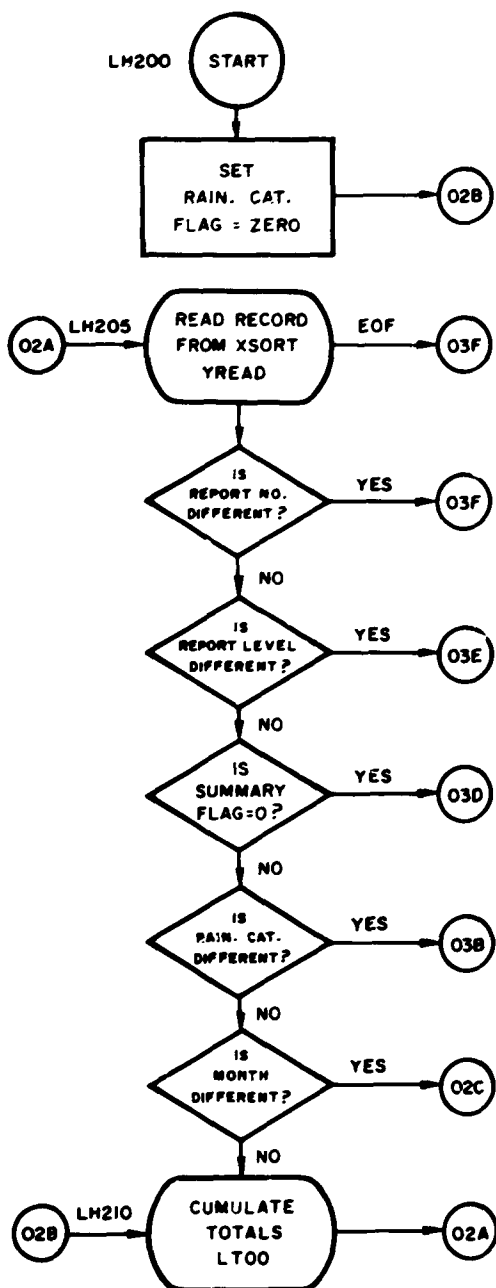 LH200
START
SET
RAIN. CAT.
FLAG = ZERO
02B
02A
LH205
READ RECORD
FROM XSORT
YREAD
EOF
03F
IS
REPORT NO.
DIFFERENT?
YES
03F
NO
IS
REPORT LEVEL
DIFFERENT?
YES
03E
NO
IS
SUMMARY
FLAG=0?
YES
03D
NO
IS
RAIN. CAT.
DIFFERENT?
YES
03B
NO
IS
MONTH
DIFFERENT?
YES
02C
NO
02B
LH210
CUMULATE
TOTALS
LT00
02A